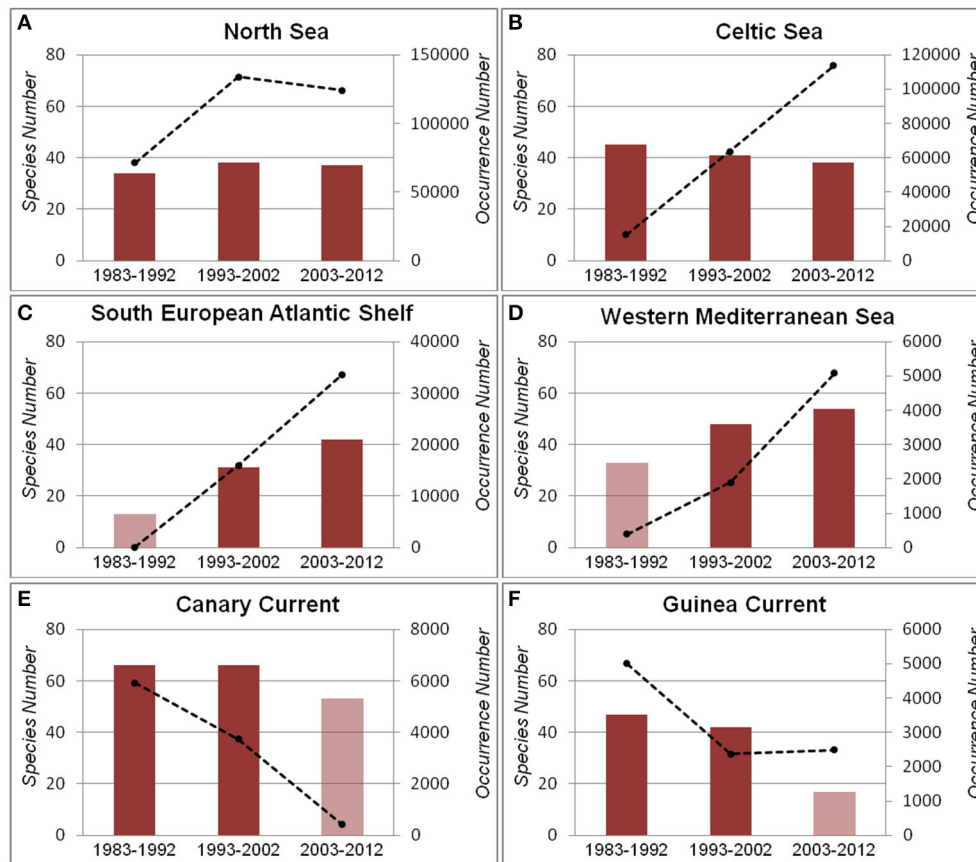 A North Sea
80
60
40
20
0
Species Number
150000
100000
50000
0
Occurrence Number
1983-1992 1993-2002 2003-2012
B Celtic Sea
80
60
40
20
0
Species Number
120000
100000
80000
60000
40000
20000
0
Occurrence Number
1983-1992 1993-2002 2003-2012
C South European Atlantic Shelf
80
60
40
20
0
Species Number
40000
30000
20000
10000
0
Occurrence Number
1983-1992 1993-2002 2003-2012
D Western Mediterranean Sea
80
60
40
20
0
Species Number
6000
5000
4000
3000
2000
1000
0
Occurrence Number
1983-1992 1993-2002 2003-2012
E Canary Current
80
60
40
20
0
Species Number
8000
6000
4000
2000
0
Occurrence Number
1983-1992 1993-2002 2003-2012
F Guinea Current
80
60
40
20
0
Species Number
6000
5000
4000
3000
2000
1000
0
Occurrence Number
1983-1992 1993-2002 2003-2012